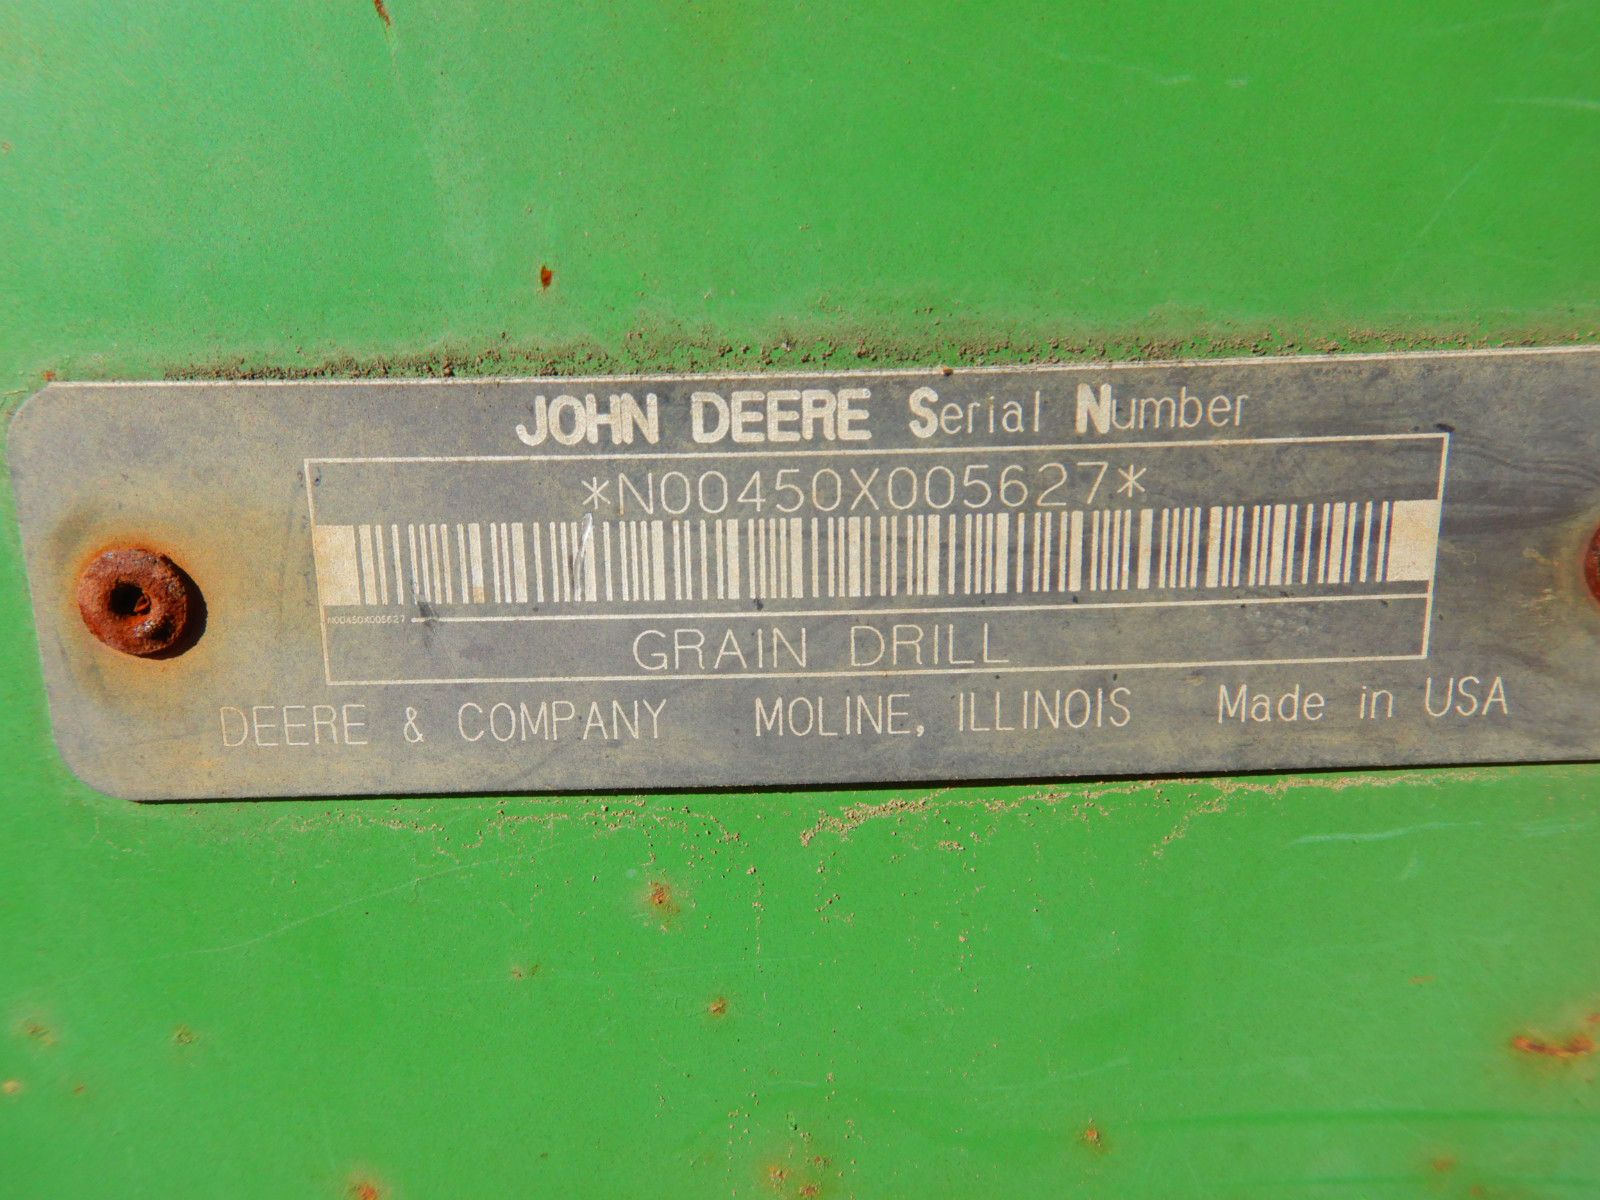 JOHN DEERE Serial Number
*N00450X005627*
N00450X005627
GRAIN DRILL
DEERE & COMPANY MOLINE, ILLINOIS Made in USA